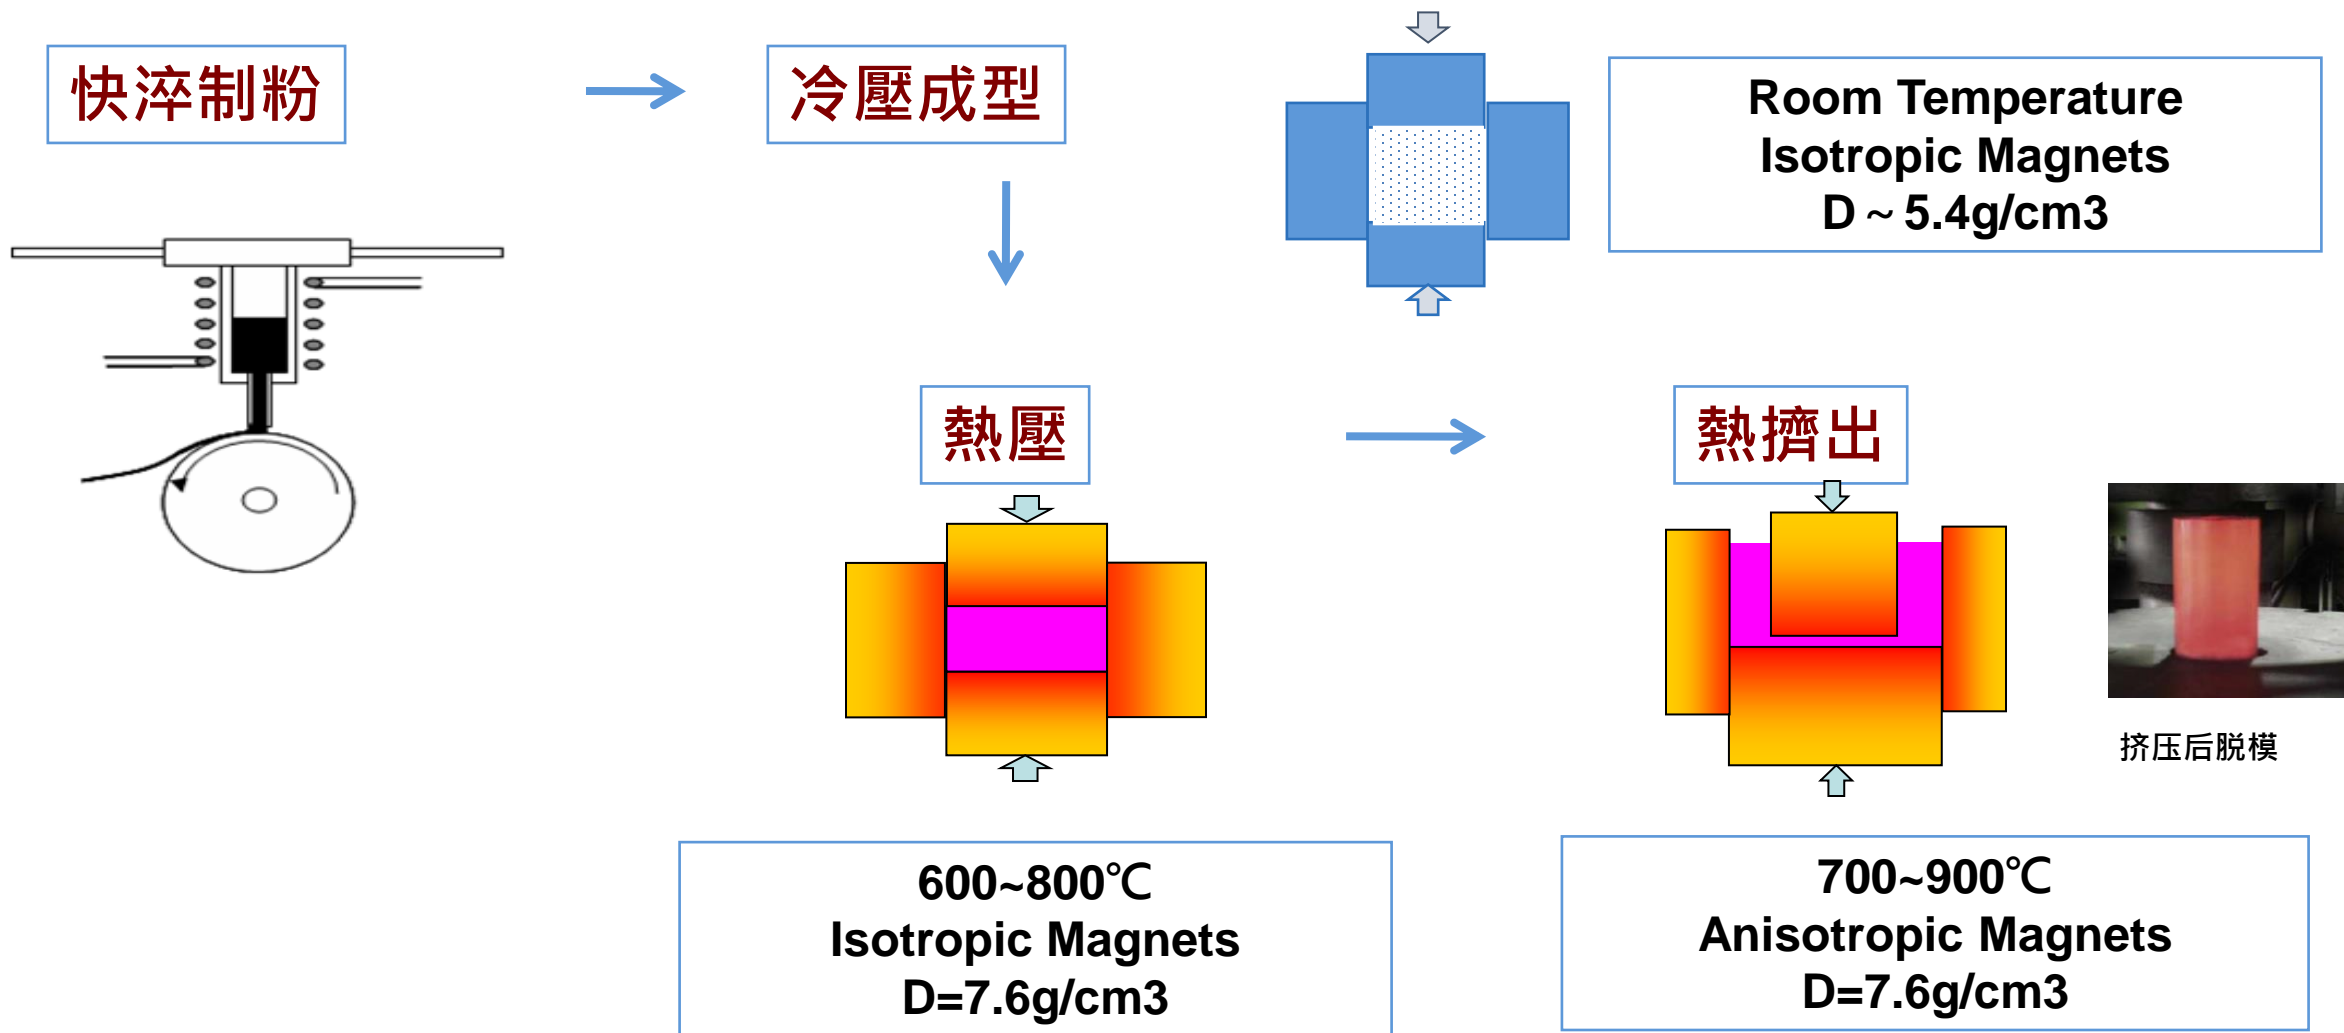 快淬制粉
冷壓成型
Room Temperature
Isotropic Magnets
D～5.4g/cm3
熱壓
熱擠出
挤压后脱模
600~800℃
Isotropic Magnets
D=7.6g/cm3
700~900℃
Anisotropic Magnets
D=7.6g/cm3